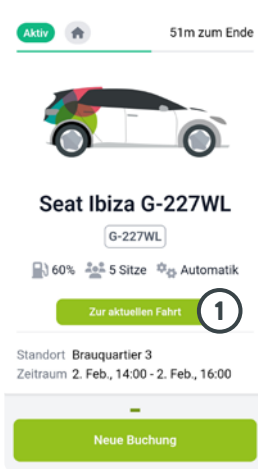 Aktiv 51m zum Ende
Seat Ibiza G-227WL
G-227WL
60% 5 Sitze Automatik
Zur aktuellen Fahrt 1
Standort Brauquartier 3
Zeitraum 2. Feb., 14:00 - 2. Feb., 16:00
Neue Buchung